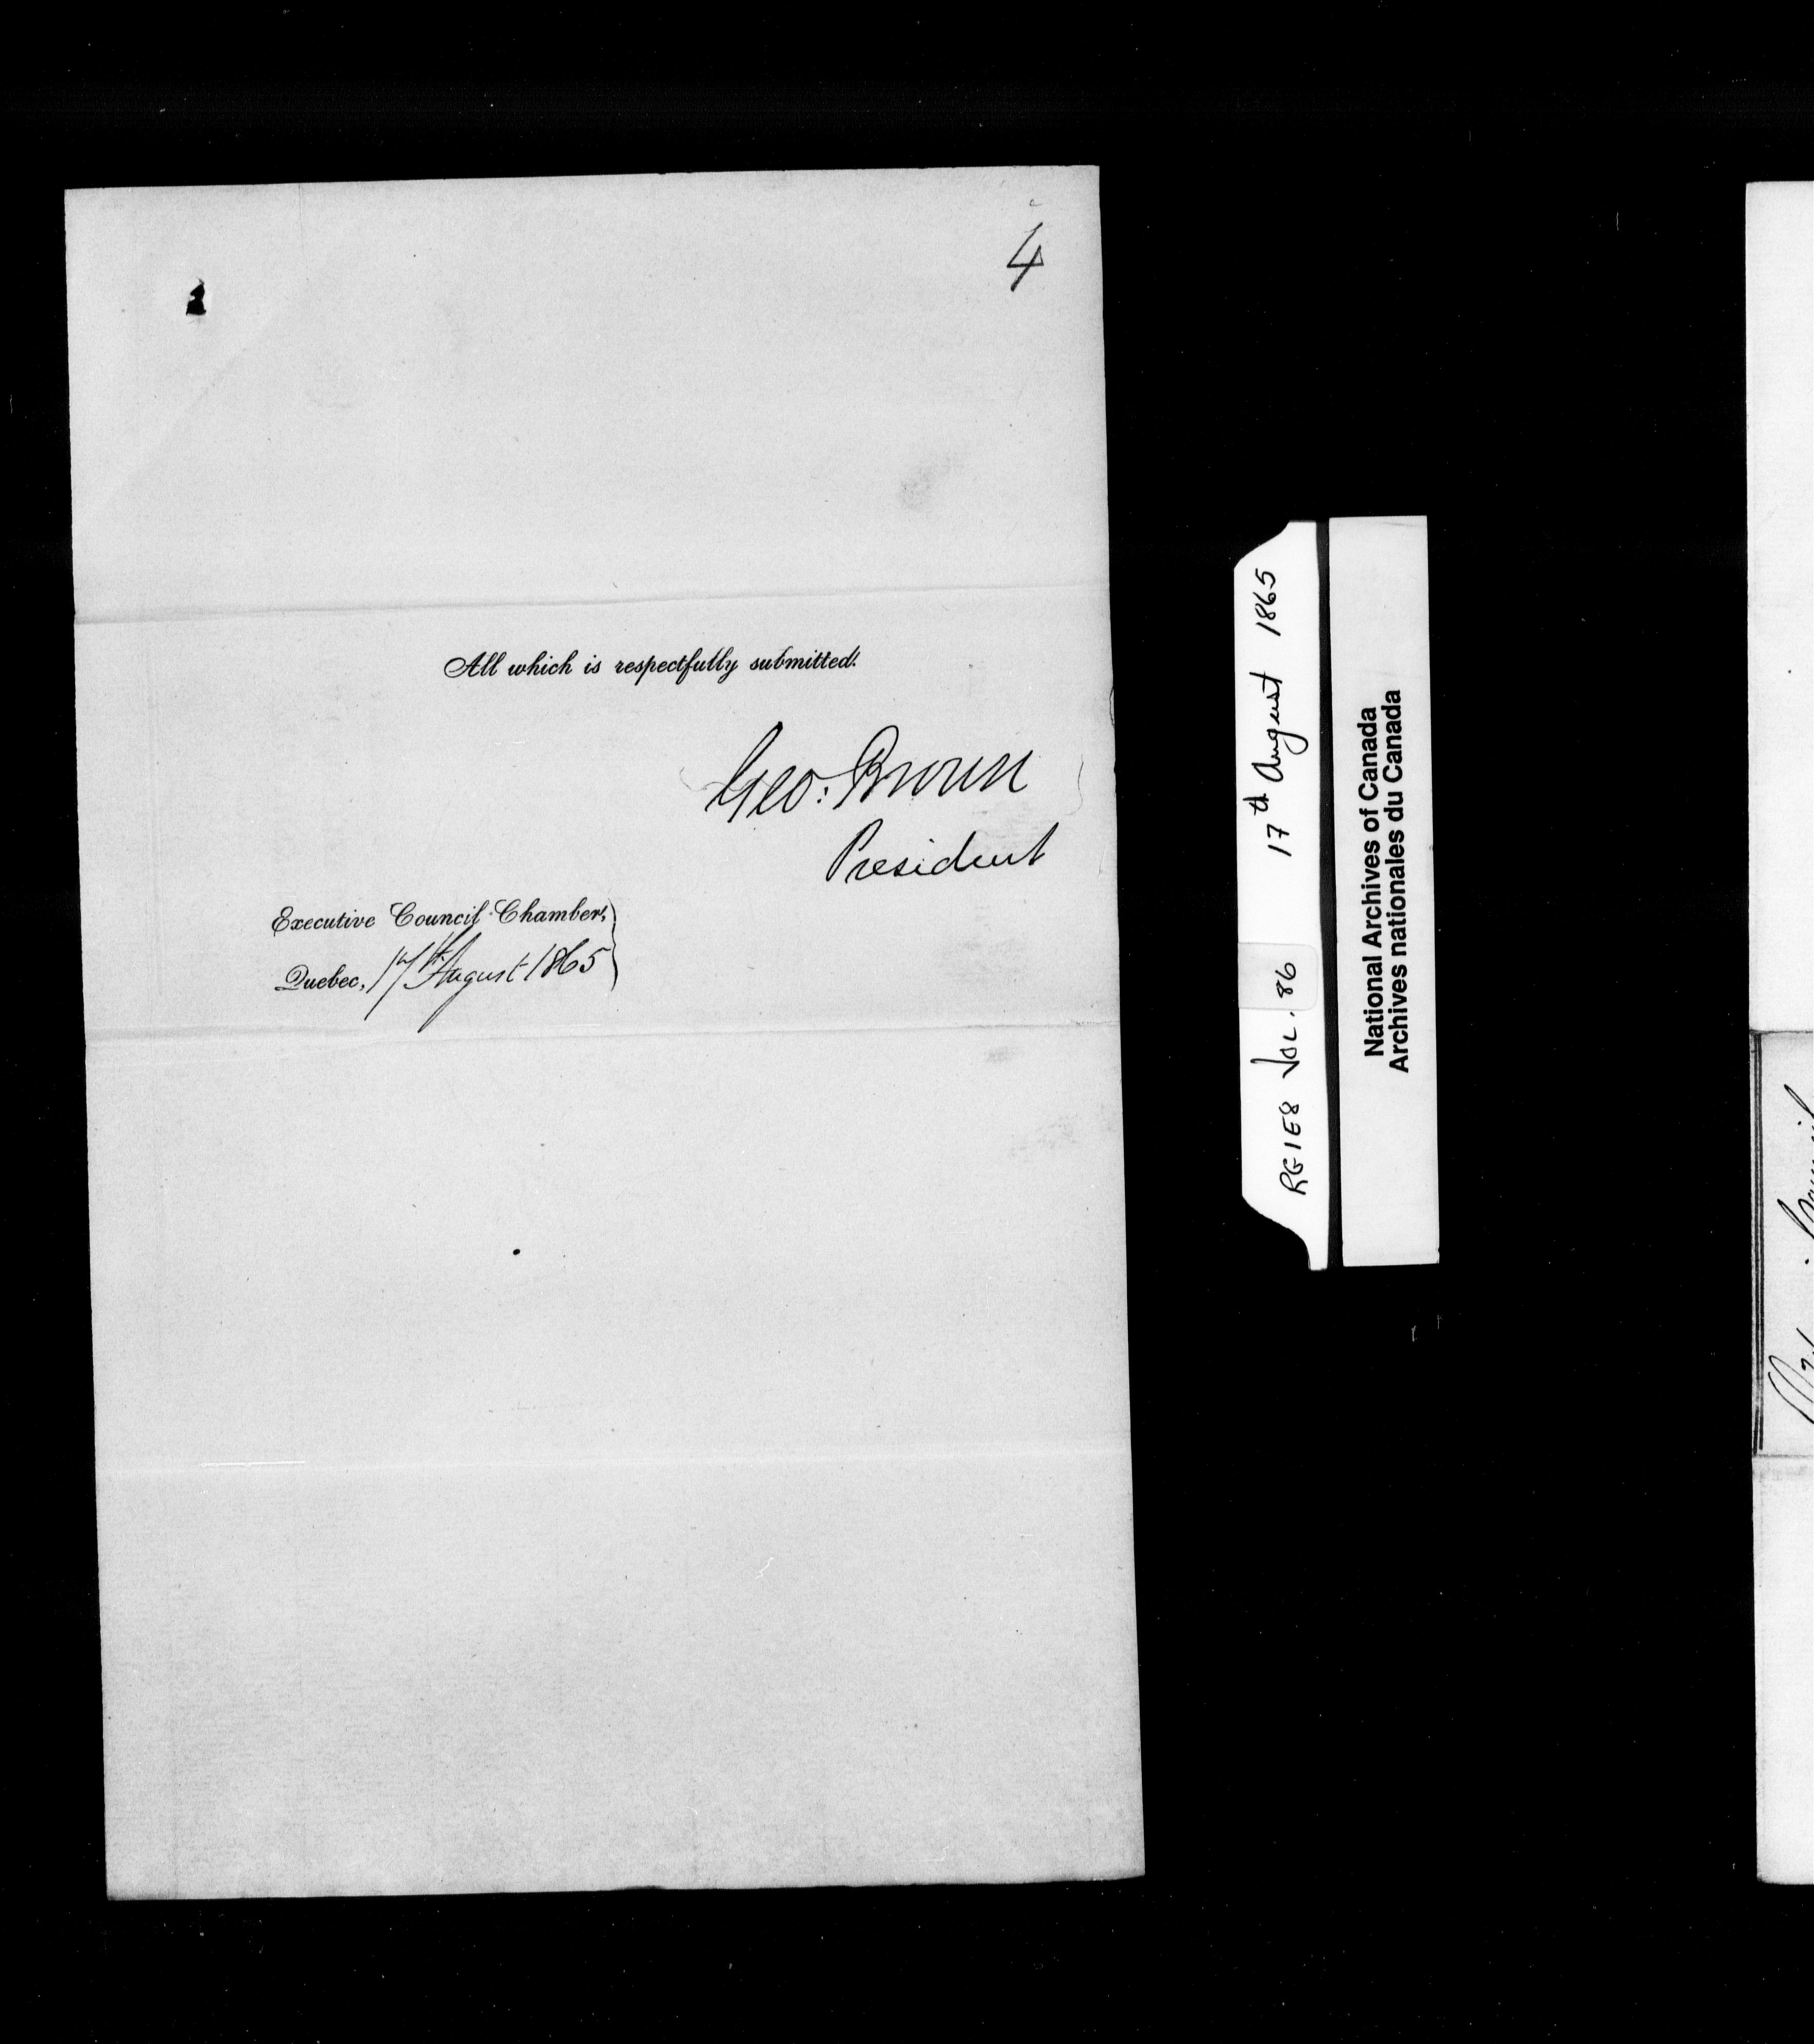 4
All which is respectfully submitted.
Geo: Brown
President
Executive Council Chamber,
Quebec, 17th August 1865
RG1E8 VOL. 86 17th August 1865
National Archives of Canada
Archives nationales du Canada